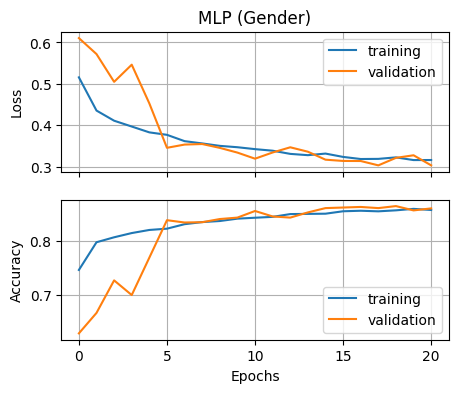 MLP (Gender)
0.6
0.5
0.4
0.3
Loss
training
validation
0.8
0.7
Accuracy
training
validation
0
5
10
15
20
Epochs